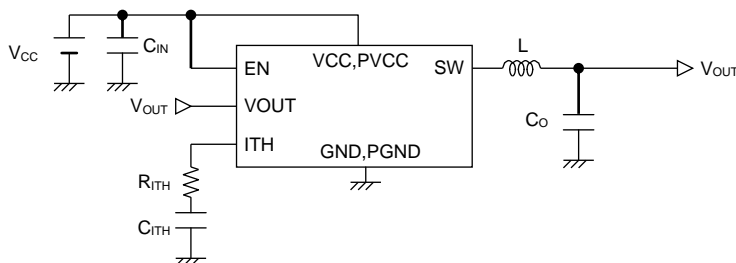 VCC
CIN
EN
VCC,PVCC
SW
L
VOUT
VOUT
VOUT
CO
ITH
GND,PGND
RITH
CITH